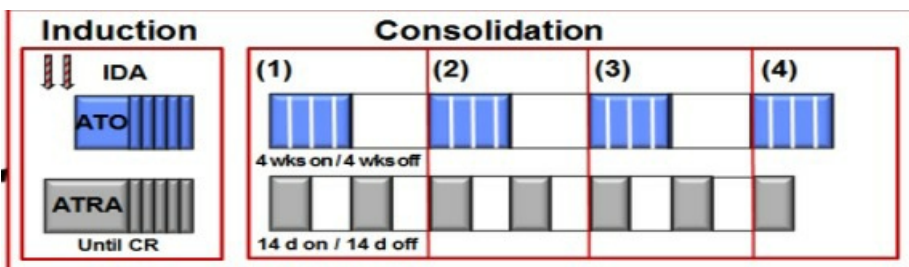 Induction
Consolidation
IDA
ATO
ATRA
Until CR
(1)
(2)
(3)
(4)
4 wks on / 4 wks off
14 d on / 14 d off